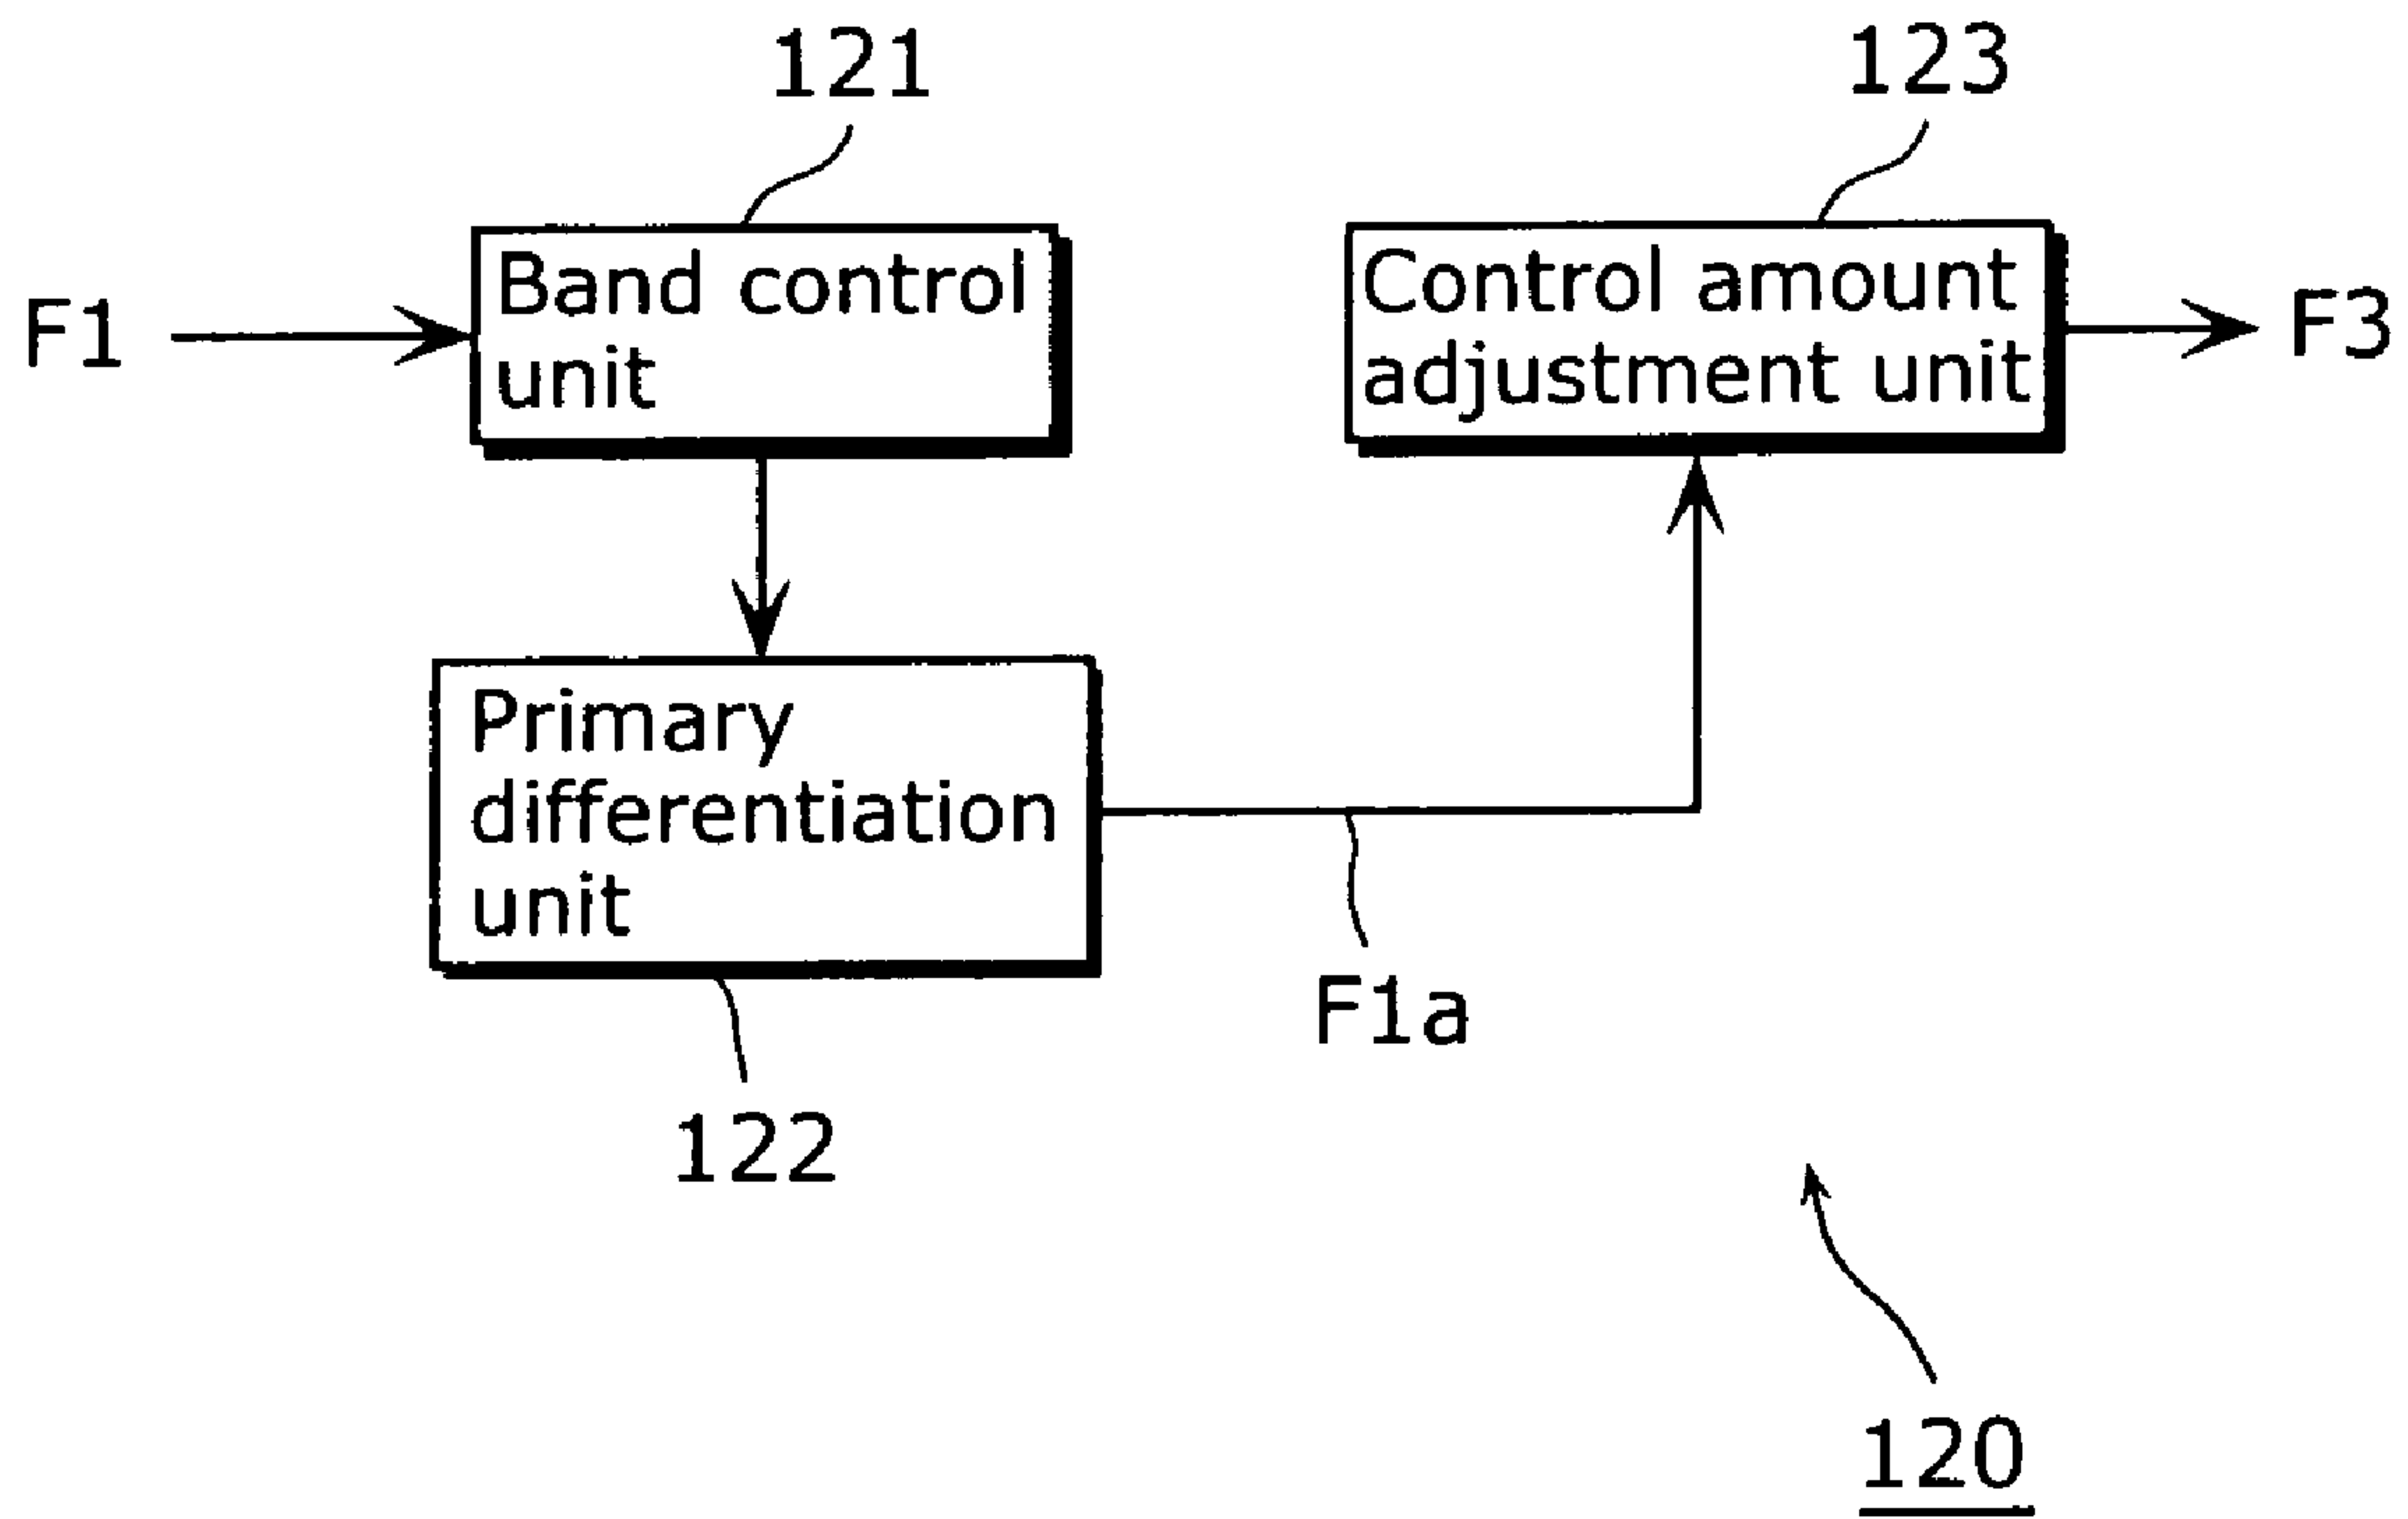 121
123
F1
Band control
unit
Control amount
adjustment unit
F3
Primary
differentiation
unit
F1a
122
120